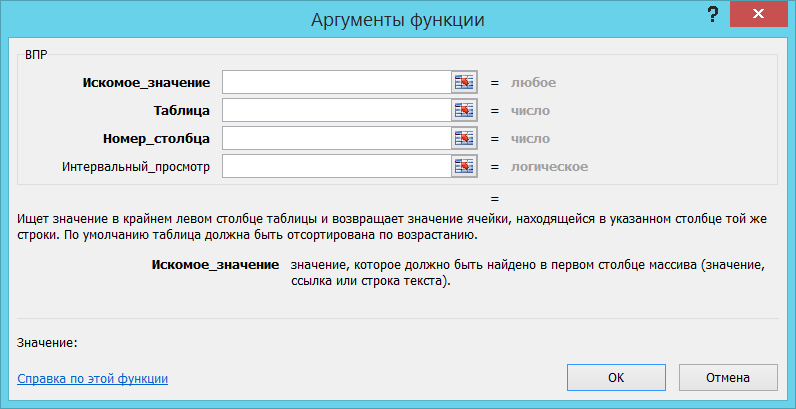 Аргументы функции
?
×
ВПР
Искомое_значение = любое
Таблица = число
Номер_столбца = число
Интервальный_просмотр = логическое
=
Ищет значение в крайнем левом столбце таблицы и возвращает значение ячейки, находящейся в указанном столбце той же
строки. По умолчанию таблица должна быть отсортирована по возрастанию.
Искомое_значение значение, которое должно быть найдено в первом столбце массива (значение,
ссылка или строка текста).
Значение:
Справка по этой функции
ОК
Отмена